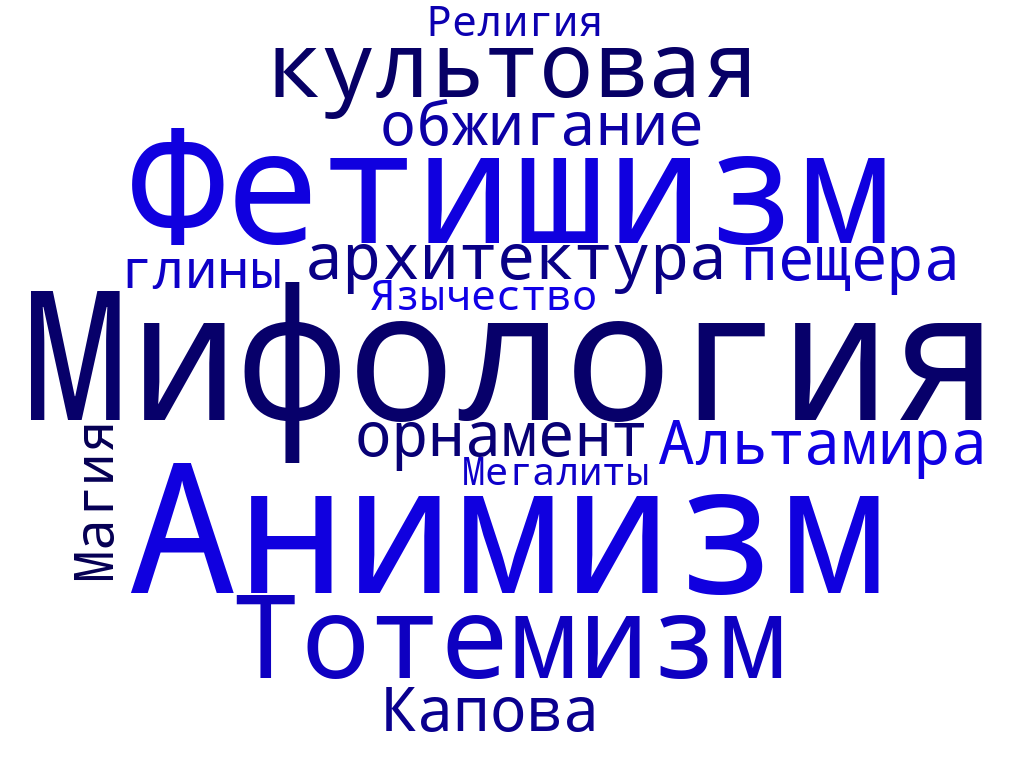 Религия
культовая
обжигание
Фетишизм
архитектура
пещера
глины
Язычество
Мифология
орнамент
Альтамира
Магия
Мегалиты
Анимизм
Тотемизм
Капова